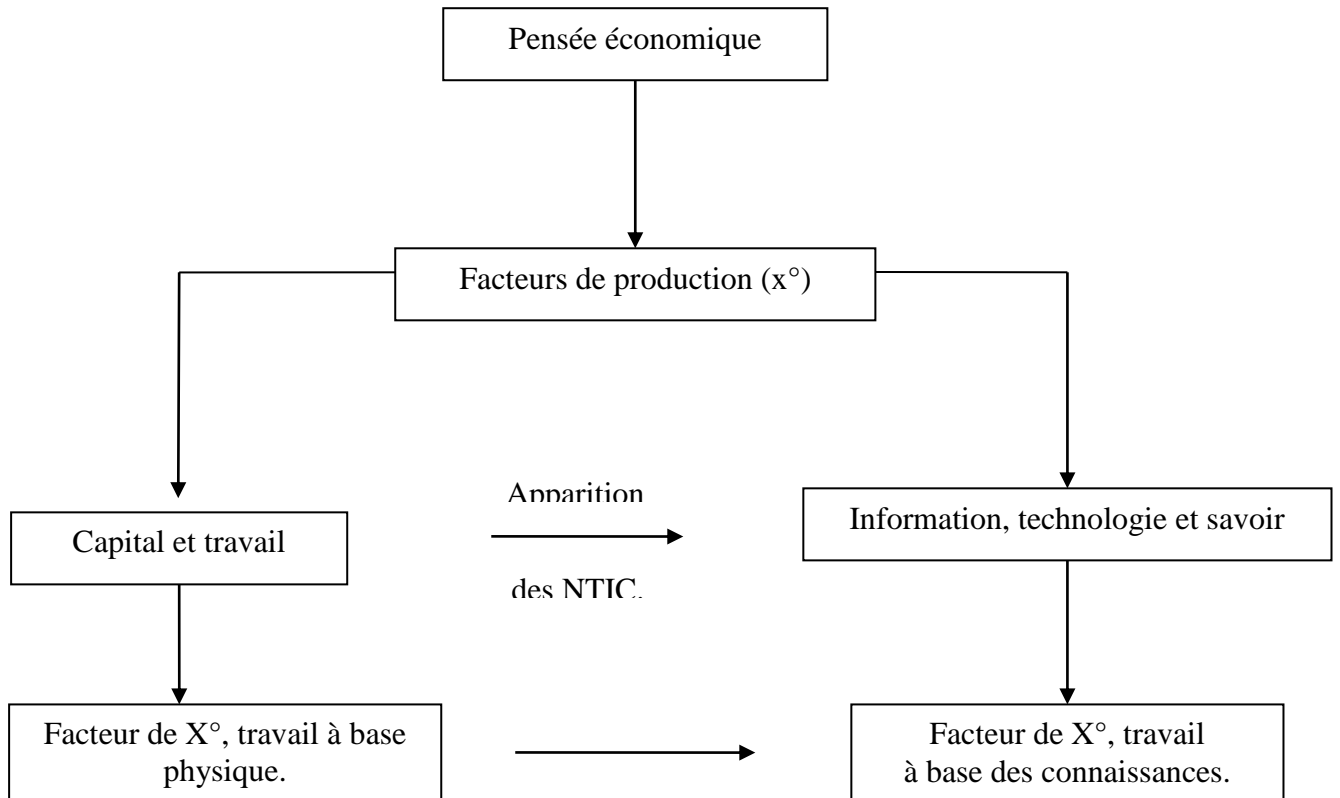 Pensée économique
Facteurs de production (x°)
Apparition
Capital et travail
Information, technologie et savoir
des NTIC.
Facteur de X°, travail à base
physique.
Facteur de X°, travail
à base des connaissances.